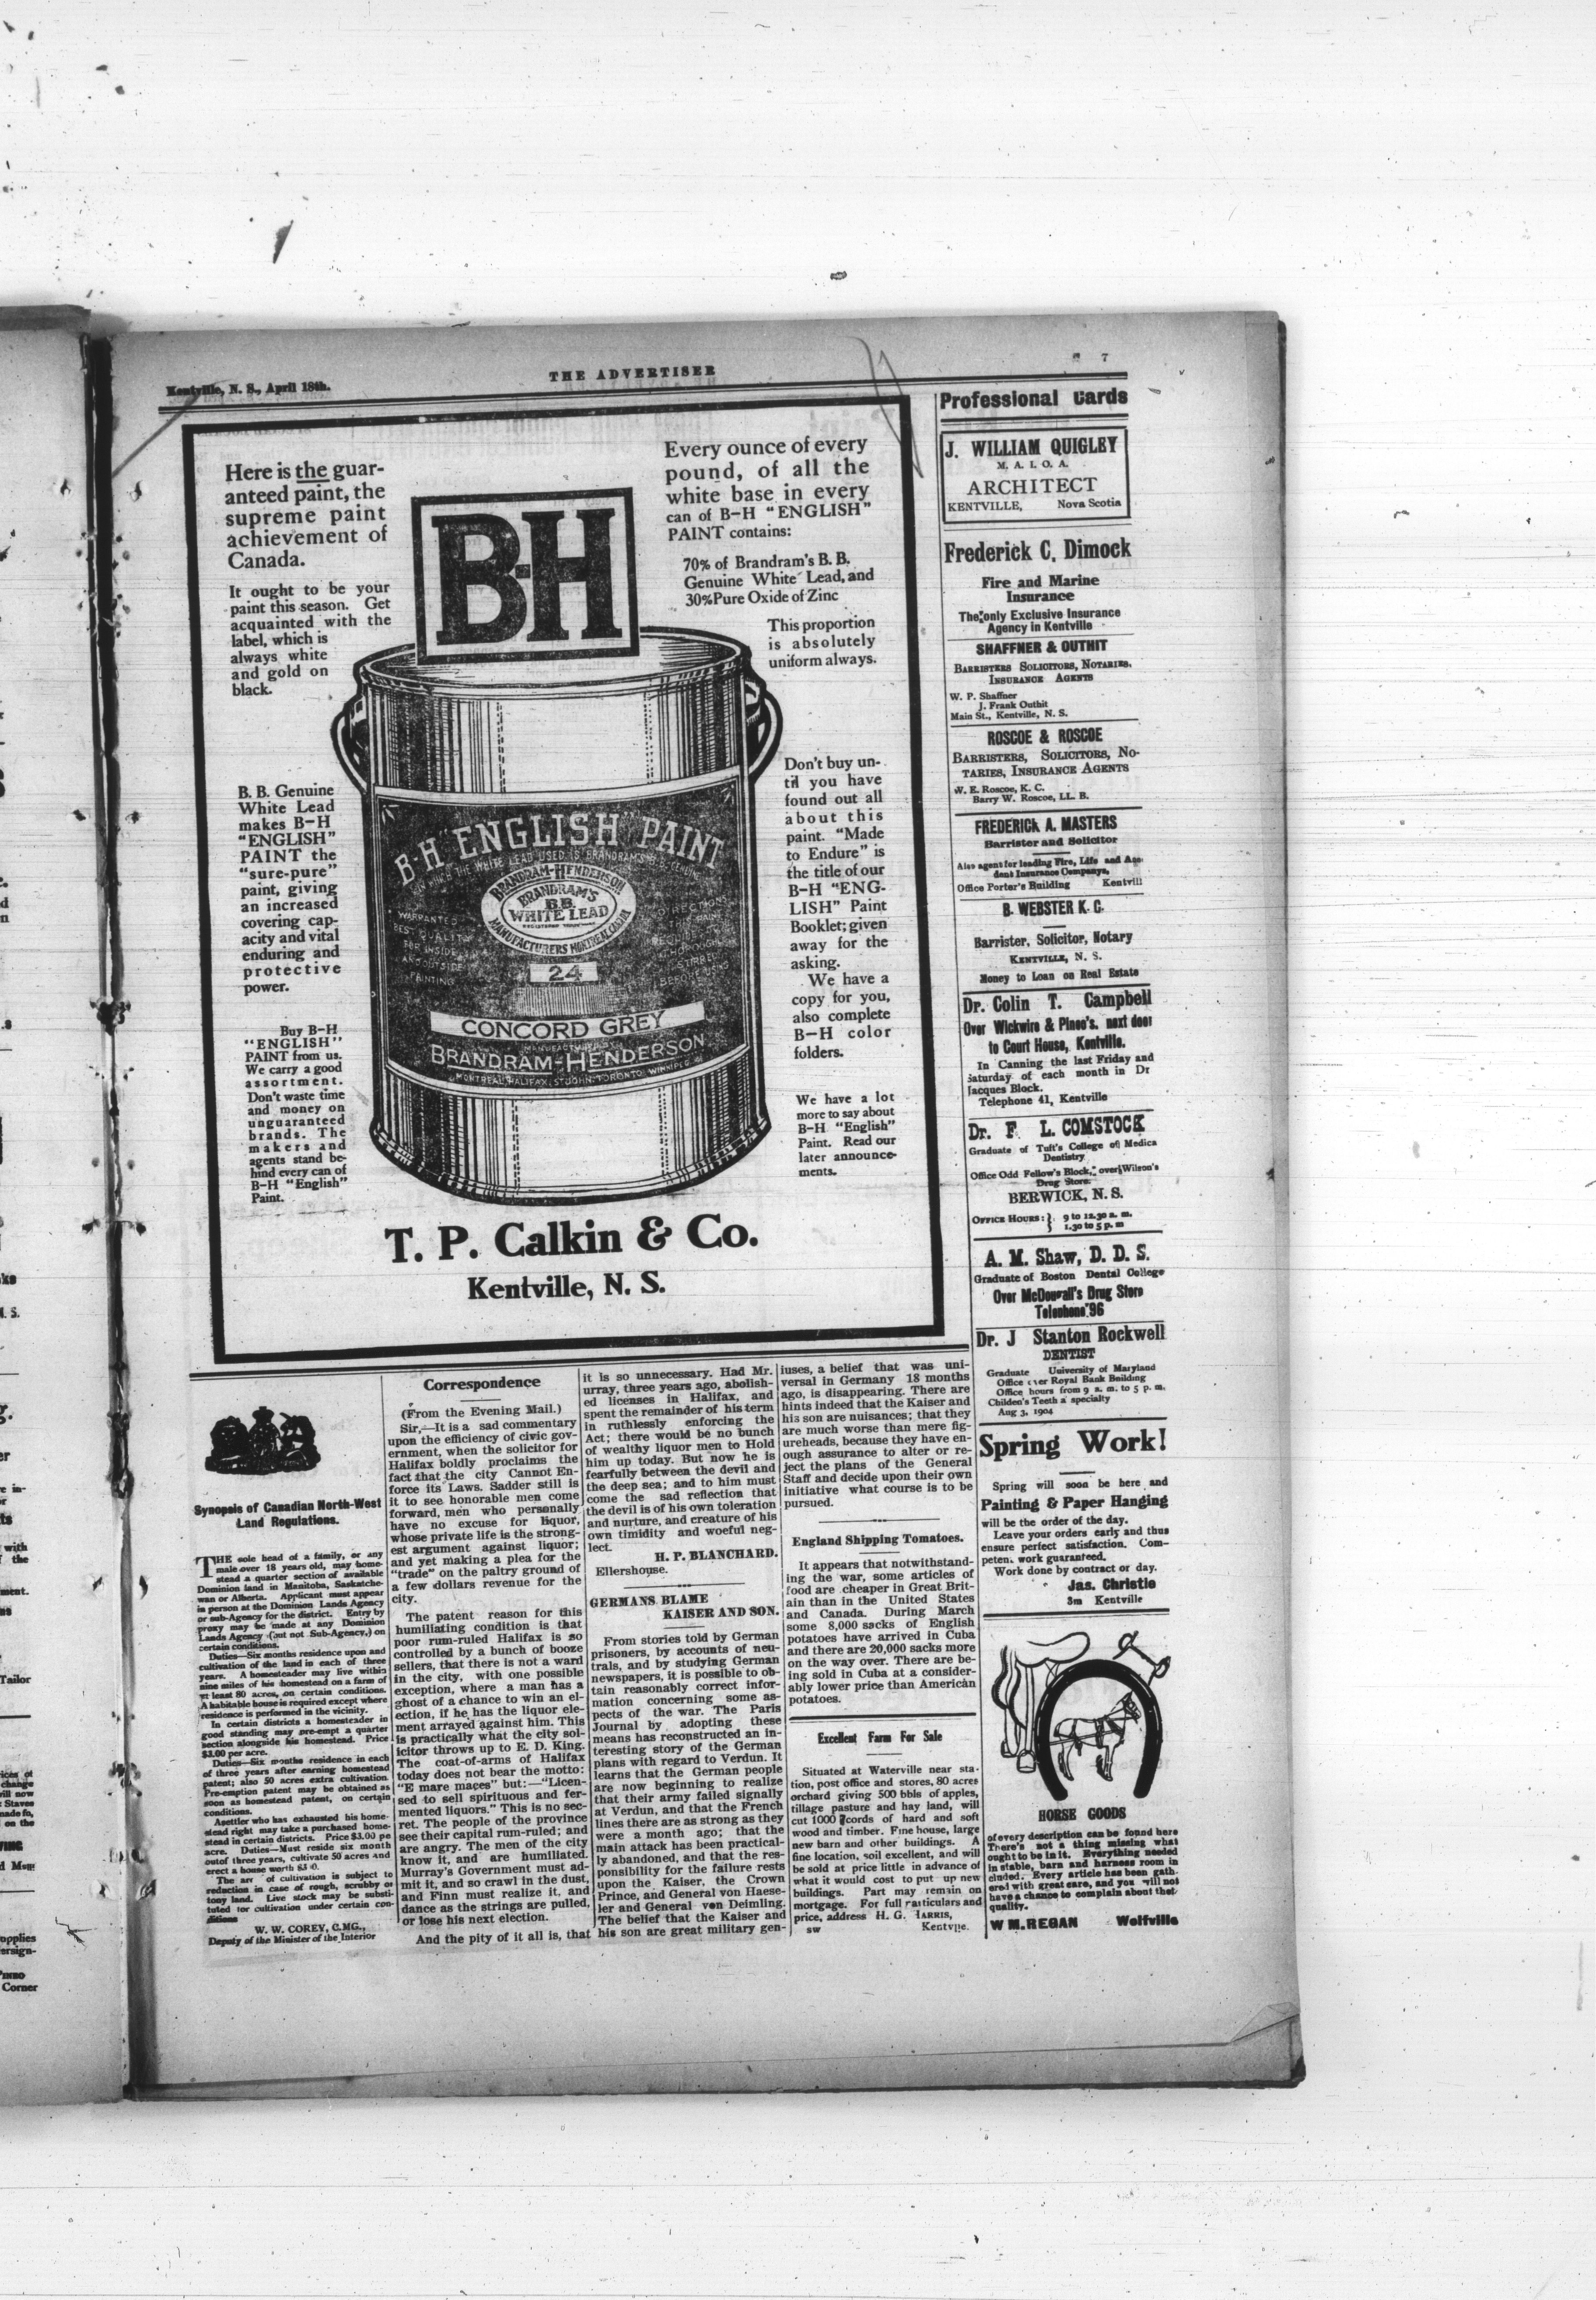 Kentville, N. S., April 18th.
THE ADVERTISER
7
Here is the guar-
anteed paint, the
supreme paint
achievement of
Canada.
It ought to be your
paint this season. Get
acquainted with the
label, which is
always white
and gold on
black.
B. B. Genuine
White Lead
makes B-H
"ENGLISH"
PAINT the
"sure-pure"
paint, giving
an increased
covering cap-
acity and vital
enduring and
protective
power.
Buy B-H
"ENGLISH"
PAINT from us.
We carry a good
assortment.
Don't waste time
and money on
unguaranteed
brands. The
makers and
agents stand be-
hind every can of
B-H "English"
Paint.
B-H
B-H "ENGLISH" PAINT
BRANDRAM-HENDERSON
BRANDRAM'S
B.B.
WHITE LEAD
MANUFACTURERS MONTREAL CANADA
WARRANTED
BEST QUALITY
FOR INSIDE
AND OUTSIDE
PAINTING
DIRECTIONS
24
CONCORD GREY
MANUFACTURED BY
BRANDRAM-HENDERSON
MONTREAL, HALIFAX, ST JOHN, TORONTO, WINNIPEG
Every ounce of every
pound, of all the
white base in every
can of B-H "ENGLISH"
PAINT contains:
70% of Brandram's B. B.
Genuine White Lead, and
30% Pure Oxide of Zinc
This proportion
is absolutely
uniform always.
Don't buy un-
til you have
found out all
about this
paint. "Made
to Endure" is
the title of our
B-H "ENG-
LISH" Paint
Booklet; given
away for the
asking.
We have a
copy for you,
also complete
B-H color
folders.
We have a lot
more to say about
B-H "English"
Paint. Read our
later announce-
ments.
T. P. Calkin & Co.
Kentville, N. S.
Synopsis of Canadian North-West
Land Regulations.
THE sole head of a family, or any
male over 18 years old, may home-
stead a quarter section of available
Dominion land in Manitoba, Saskatche-
wan or Alberta. Applicant must appear
in person at the Dominion Lands Agency
or sub-Agency for the district. Entry by
proxy may be made at any Dominion
Lands Agency (but not Sub-Agency,) on
certain conditions.
Duties—Six months residence upon and
cultivation of the land in each of three
years. A homesteader may live within
nine miles of his homestead on a farm of
at least 80 acres, on certain conditions.
A habitable house is required except where
residence is performed in the vicinity.
In certain districts a homesteader in
good standing may pre-empt a quarter
section alongside his homestead. Price
$3.00 per acre.
Duties—Six months residence in each
of three years after earning homestead
patent; also 50 acres extra cultivation.
Pre-emption patent may be obtained as
soon as homestead patent, on certain
conditions.
A settler who has exhausted his home-
stead right may take a purchased home-
stead in certain districts. Price $3.00 pe
acre. Duties—Must reside six month
out of three years, cultivate 50 acres and
erect a house worth $3 0.
The are of cultivation is subject to
reduction in case of rough, scrubby or
stony land. Live stock may be substi-
tuted for cultivation under certain con-
ditions
W. W. COREY, C.MG.,
Deputy of the Minister of the Interior
Correspondence
(From the Evening Mail.)
Sir,—It is a sad commentary
upon the efficiency of civic gov-
ernment, when the solicitor for
Halifax boldly proclaims the
fact that the city Cannot En-
force its Laws. Sadder still is
it to see honorable men come
forward, men who personally
have no excuse for liquor,
whose private life is the strong-
est argument against liquor;
and yet making a plea for the
"trade" on the paltry ground of
a few dollars revenue for the
city.
The patent reason for this
humiliating condition is that
poor rum-ruled Halifax is so
controlled by a bunch of booze
sellers, that there is not a ward
in the city, with one possible
exception, where a man has a
ghost of a chance to win an el-
ection, if he has the liquor ele-
ment arrayed against him. This
is practically what the city sol-
icitor throws up to E. D. King.
The coat-of-arms of Halifax
today does not bear the motto:
"E mare maces" but:—"Licen-
sed to sell spirituous and fer-
mented liquors." This is no sec-
ret. The people of the province
see their capital rum-ruled; and
are angry. The men of the city
know it, and are humiliated.
Murray's Government must ad-
mit it, and so crawl in the dust,
and Finn must realize it, and
dance as the strings are pulled,
or lose his next election.
And the pity of it all is, that
it is so unnecessary. Had Mr.
urray, three years ago, abolish-
ed licenses in Halifax, and
spent the remainder of his term
in ruthlessly enforcing the
Act; there would be no bunch
of wealthy liquor men to Hold
him up today. But now he is
fearfully between the devil and
the deep sea; and to him must
come the sad reflection that
the devil is of his own toleration
and nurture, and creature of his
own timidity and woeful neg-
lect.
H. P. BLANCHARD.
Ellershouse.
GERMANS BLAME
KAISER AND SON.
From stories told by German
prisoners, by accounts of neu-
trals, and by studying German
newspapers, it is possible to ob-
tain reasonably correct infor-
mation concerning some as-
pects of the war. The Paris
Journal by adopting these
means has reconstructed an in-
teresting story of the German
plans with regard to Verdun. It
learns that the German people
are now beginning to realize
that their army failed signally
at Verdun, and that the French
lines there are as strong as they
were a month ago; that the
main attack has been practical-
ly abandoned, and that the res-
ponsibility for the failure rests
upon the Kaiser, the Crown
Prince, and General von Haese-
ler and General von Deimling.
The belief that the Kaiser and
his son are great military gen-
iuses, a belief that was uni-
versal in Germany 18 months
ago, is disappearing. There are
hints indeed that the Kaiser and
his son are nuisances; that they
are much worse than mere fig-
ureheads, because they have en-
ough assurance to alter or re-
ject the plans of the General
Staff and decide upon their own
initiative what course is to be
pursued.
England Shipping Tomatoes.
It appears that notwithstand-
ing the war, some articles of
food are cheaper in Great Brit-
ain than in the United States
and Canada. During March
some 8,000 sacks of English
potatoes have arrived in Cuba
and there are 20,000 sacks more
on the way over. There are be-
ing sold in Cuba at a consider-
ably lower price than American
potatoes.
Excellent Farm For Sale
Situated at Waterville near sta-
tion, post office and stores, 80 acres
orchard giving 500 bbls of apples,
tillage pasture and hay land, will
cut 1000 cords of hard and soft
wood and timber. Fine house, large
new barn and other buildings. A
fine location, soil excellent, and will
be sold at price little in advance of
what it would cost to put up new
buildings. Part may remain on
mortgage. For full particulars and
price, address H. G. HARRIS,
sw Kentville.
Professional Cards
J. WILLIAM QUIGLEY
M. A. I. O. A.
ARCHITECT
KENTVILLE, Nova Scotia
Frederick C. Dimock
Fire and Marine
Insurance
The only Exclusive Insurance
Agency in Kentville
SHAFFNER & OUTHIT
BARRISTERS SOLICITORS, NOTARIES.
INSURANCE AGENTS
W. P. Shaffner
J. Frank Outhit
Main St., Kentville, N. S.
ROSCOE & ROSCOE
BARRISTERS, SOLICITORS, NO-
TARIES, INSURANCE AGENTS
W. E. Roscoe, K. C.
Barry W. Roscoe, LL. B.
FREDERICK A. MASTERS
Barrister and Solicitor
Also agent for leading Fire, Life and Acc-
dent Insurance Companys,
Office Porter's Building Kentvill
B. WEBSTER K. C.
Barrister, Solicitor, Notary
KENTVILLE, N. S.
Money to Loan on Real Estate
Dr. Colin T. Campbell
Over Wickwire & Pineo's, next door
to Court House, Kentville.
In Canning the last Friday and
Saturday of each month in Dr
Jacques Block.
Telephone 41, Kentville
Dr. F. L. COMSTOCK
Graduate of Tuft's College of Medica
Dentistry
Office Odd Fellow's Block, over Wilson's
Drug Store.
BERWICK, N. S.
OFFICE HOURS: } 9 to 12.30 a. m.
} 1.30 to 5 p. m
A. M. Shaw, D. D. S.
Graduate of Boston Dental College
Over McDougall's Drug Store
Telephone 96
Dr. J Stanton Rockwell
DENTIST
Graduate University of Maryland
Office over Royal Bank Building
Office hours from 9 a. m. to 5 p. m.
Childen's Teeth a specialty
Aug 3, 1904
Spring Work!
Spring will soon be here and
Painting & Paper Hanging
will be the order of the day.
Leave your orders early and thus
ensure perfect satisfaction. Com-
peten. work guaranteed.
Work done by contract or day.
Jas. Christie
3m Kentville
HORSE GOODS
of every description can be found here
There's not a thing missing what
ought to be in it. Everything needed
in stable, barn and harness room in
cluded. Every article has been gath-
ered with great care, and you will not
have a chance to complain about that
quality.
WM. REGAN Wolfville